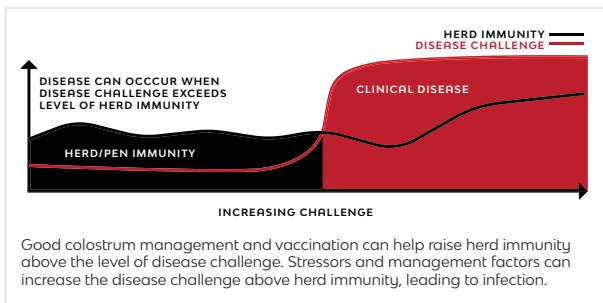 HERD IMMUNITY
DISEASE CHALLENGE
DISEASE CAN OCCCUR WHEN
DISEASE CHALLENGE EXCEEDS
LEVEL OF HERD IMMUNITY
CLINICAL DISEASE
HERD/PEN IMMUNITY
INCREASING CHALLENGE
Good colostrum management and vaccination can help raise herd immunity
above the level of disease challenge. Stressors and management factors can
increase the disease challenge above herd immunity, leading to infection.